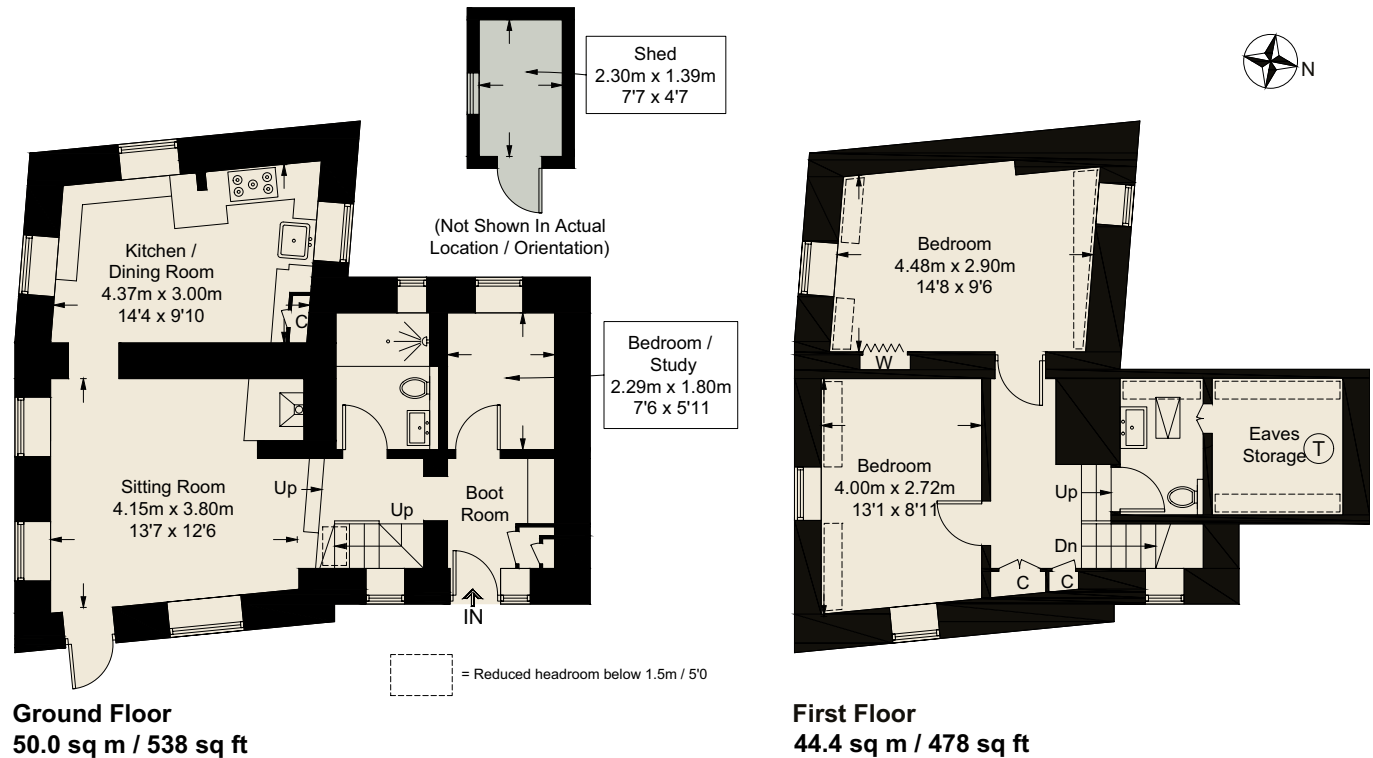 Shed
2.30m x 1.39m
7'7 x 4'7
(Not Shown In Actual
Location / Orientation)
N
Kitchen /
Dining Room
4.37m x 3.00m
14'4 x 9'10
C
Bedroom /
Study
2.29m x 1.80m
7'6 x 5'11
Sitting Room
4.15m x 3.80m
13'7 x 12'6
Up
Up
Boot
Room
IN
= Reduced headroom below 1.5m / 5'0
Ground Floor
50.0 sq m / 538 sq ft
Bedroom
4.48m x 2.90m
14'8 x 9'6
W
Bedroom
4.00m x 2.72m
13'1 x 8'11
Up
Dn
C
C
Eaves
Storage
T
First Floor
44.4 sq m / 478 sq ft